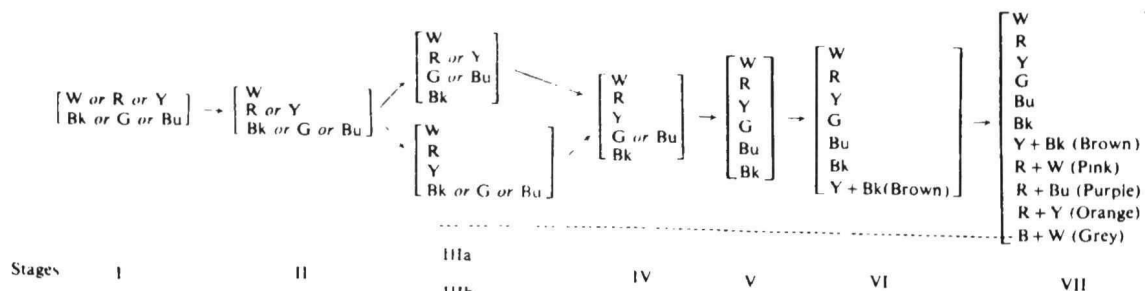 W or R or Y
Bk or G or Bu
W
R or Y
Bk or G or Bu
W
R or Y
G or Bu
Bk
W
R
Y
Bk or G or Bu
W
R
Y
G or Bu
Bk
W
R
Y
G
Bu
Bk
W
R
Y
G
Bu
Bk
Y + Bk(Brown)
W
R
Y
G
Bu
Bk
Y + Bk (Brown)
R + W (Pink)
R + Bu (Purple)
R + Y (Orange)
B + W (Grey)
Stages I II IIIa IV V VI VII
IIIb